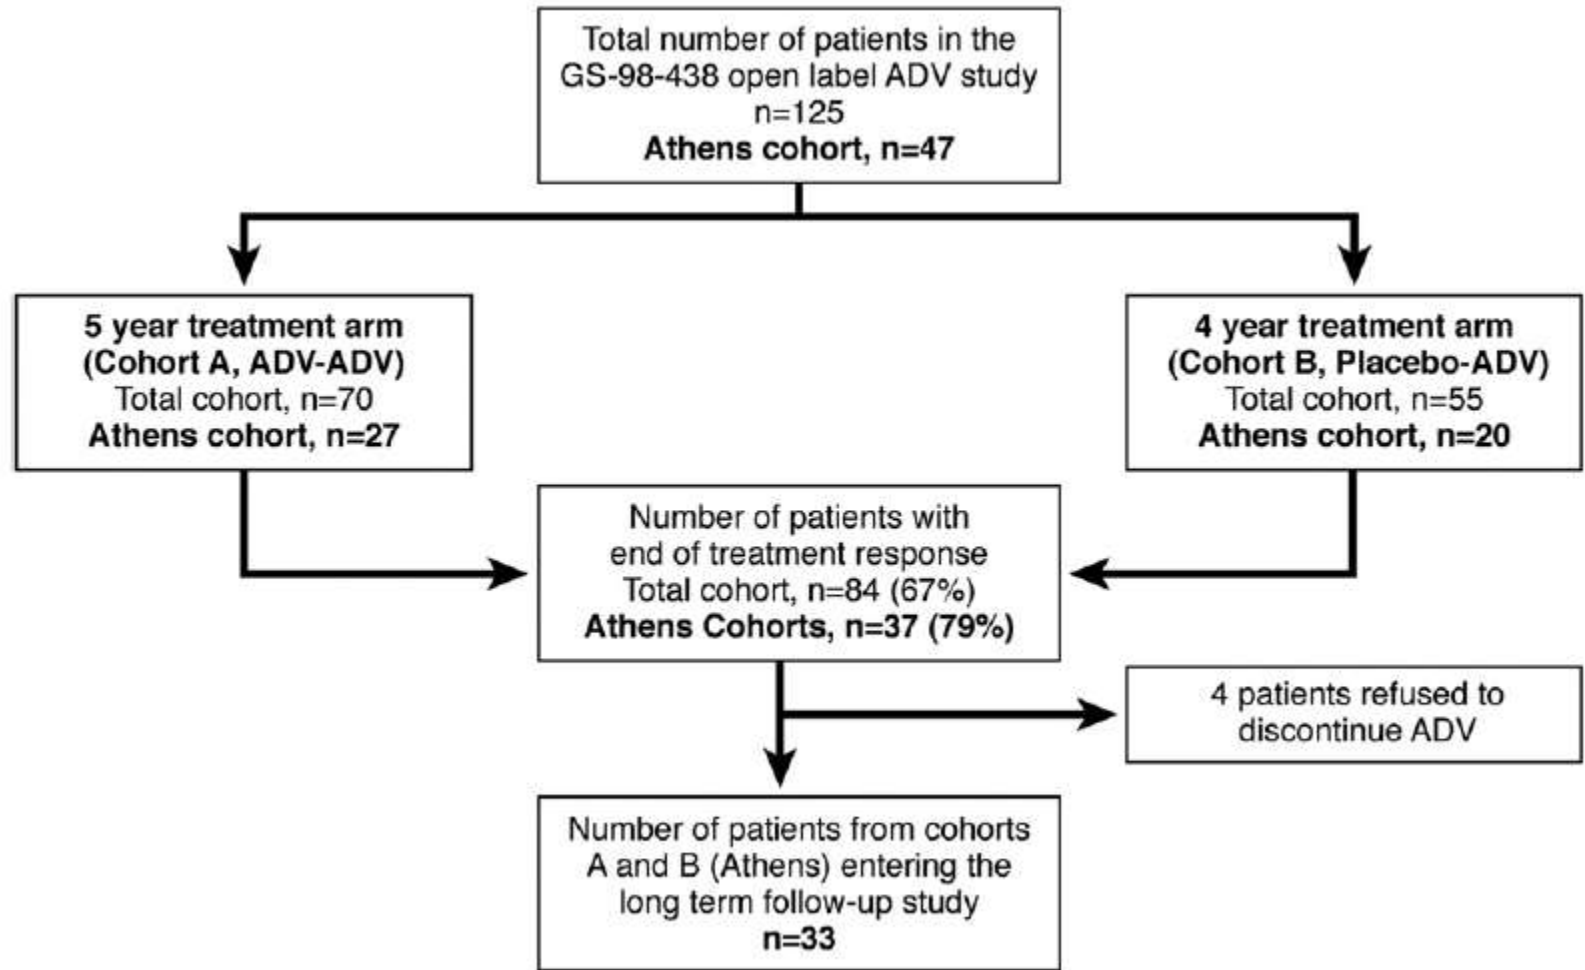 Total number of patients in the
GS-98-438 open label ADV study
n=125
Athens cohort, n=47
5 year treatment arm
(Cohort A, ADV-ADV)
Total cohort, n=70
Athens cohort, n=27
4 year treatment arm
(Cohort B, Placebo-ADV)
Total cohort, n=55
Athens cohort, n=20
Number of patients with
end of treatment response
Total cohort, n=84 (67%)
Athens Cohorts, n=37 (79%)
4 patients refused to
discontinue ADV
Number of patients from cohorts
A and B (Athens) entering the
long term follow-up study
n=33